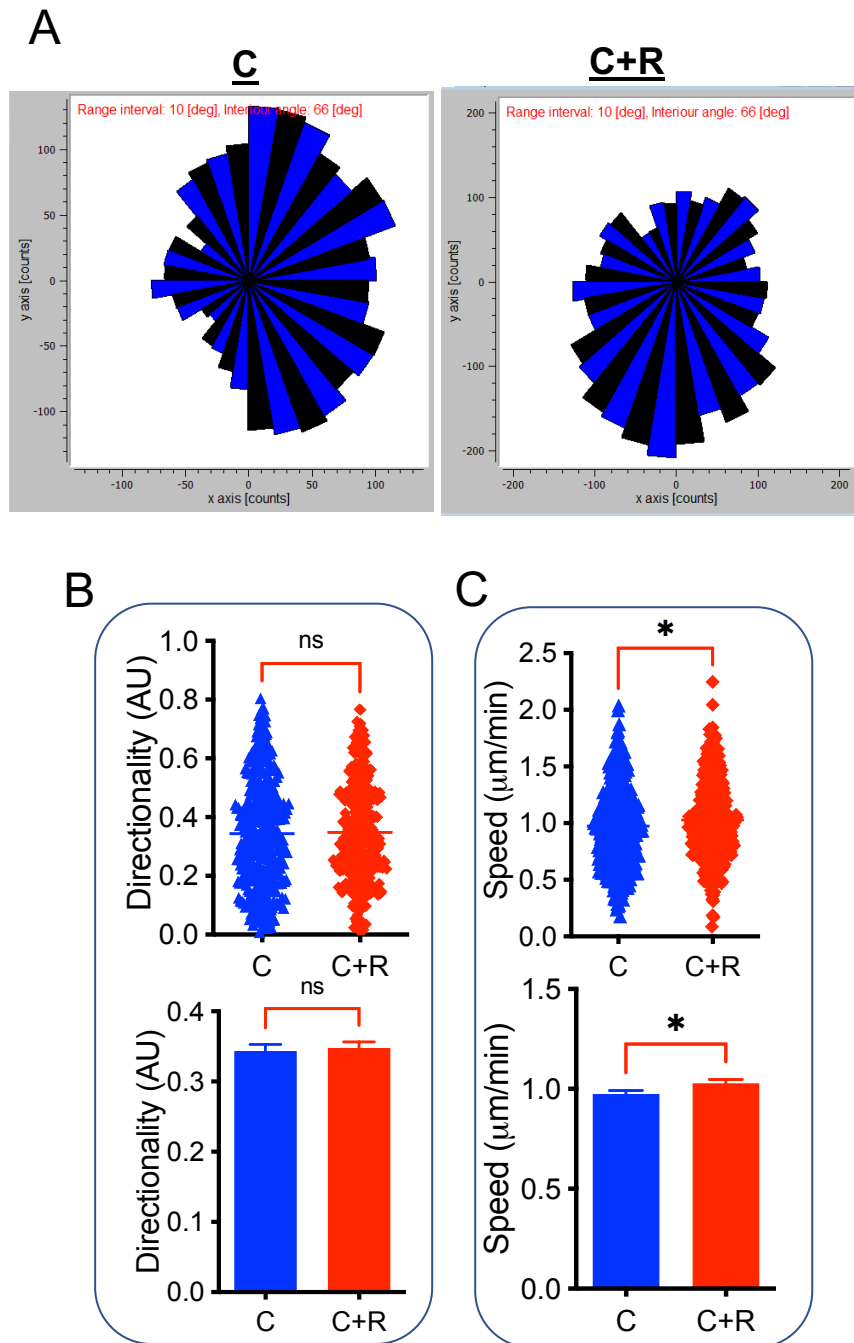 A
C
C+R
Range interval: 10 [deg], Interiour angle: 66 [deg]
100
50
0
-50
-100
y axis [counts]
-100
-50
0
50
100
x axis [counts]
Range interval: 10 [deg], Interiour angle: 66 [deg]
200
100
0
-100
-200
y axis [counts]
-200
-100
0
100
200
x axis [counts]
B
ns
1.0
0.8
0.6
0.4
0.2
0.0
Directionality (AU)
C
C+R
ns
0.4
0.3
0.2
0.1
0.0
Directionality (AU)
C
C+R
C
*
2.5
2.0
1.5
1.0
0.5
0.0
Speed (μm/min)
C
C+R
*
1.5
1.0
0.5
0.0
Speed (μm/min)
C
C+R